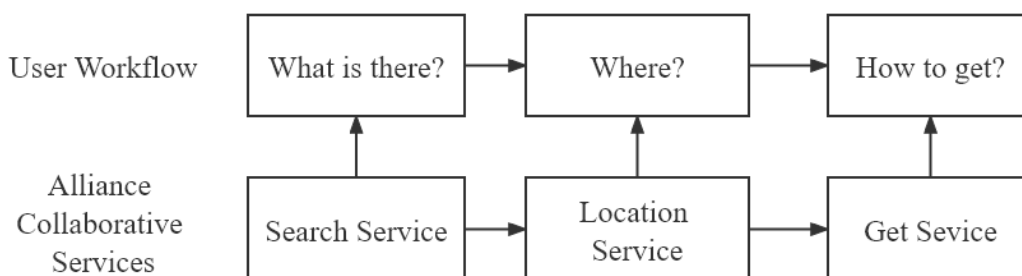 User Workflow
What is there?
Where?
How to get?
Alliance
Collaborative
Services
Search Service
Location
Service
Get Sevice